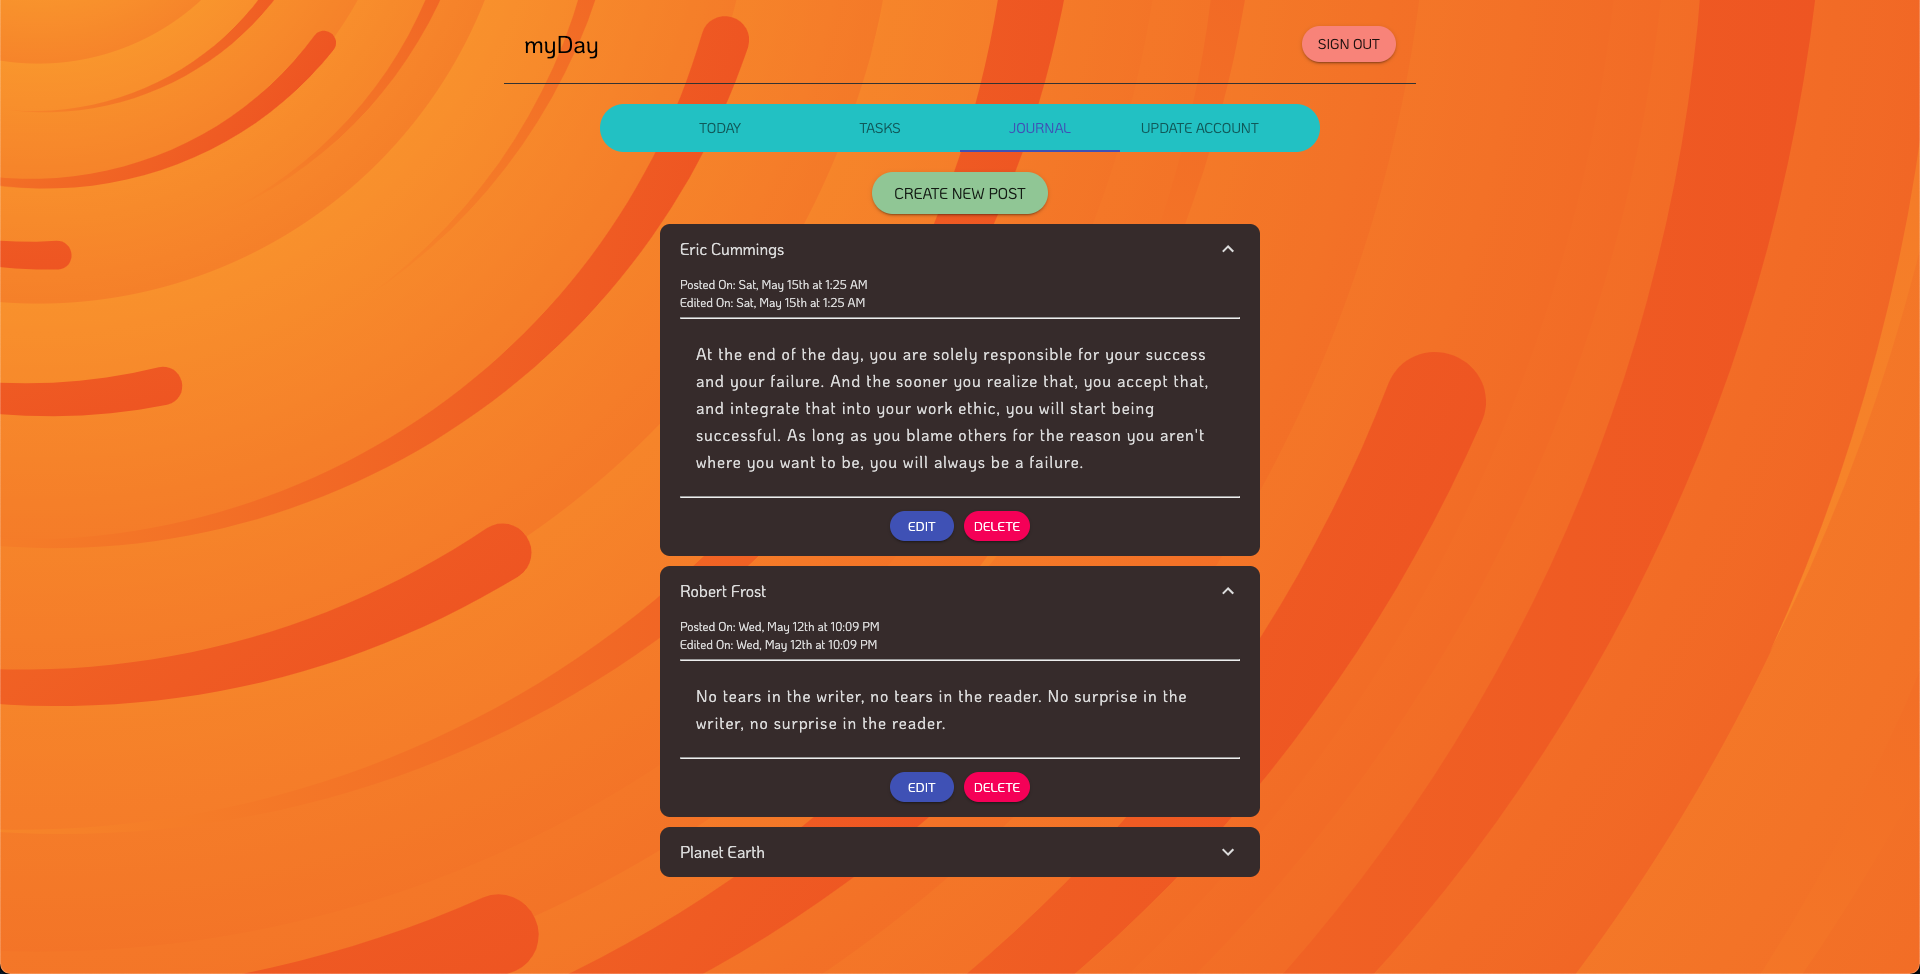 myDay
SIGN OUT
TODAY
TASKS
JOURNAL
UPDATE ACCOUNT
CREATE NEW POST
Eric Cummings
Posted On: Sat, May 15th at 1:25 AM
Edited On: Sat, May 15th at 1:25 AM
At the end of the day, you are solely responsible for your success
and your failure. And the sooner you realize that, you accept that,
and integrate that into your work ethic, you will start being
successful. As long as you blame others for the reason you aren't
where you want to be, you will always be a failure.
EDIT
DELETE
Robert Frost
Posted On: Wed, May 12th at 10:09 PM
Edited On: Wed, May 12th at 10:09 PM
No tears in the writer, no tears in the reader. No surprise in the
writer, no surprise in the reader.
EDIT
DELETE
Planet Earth